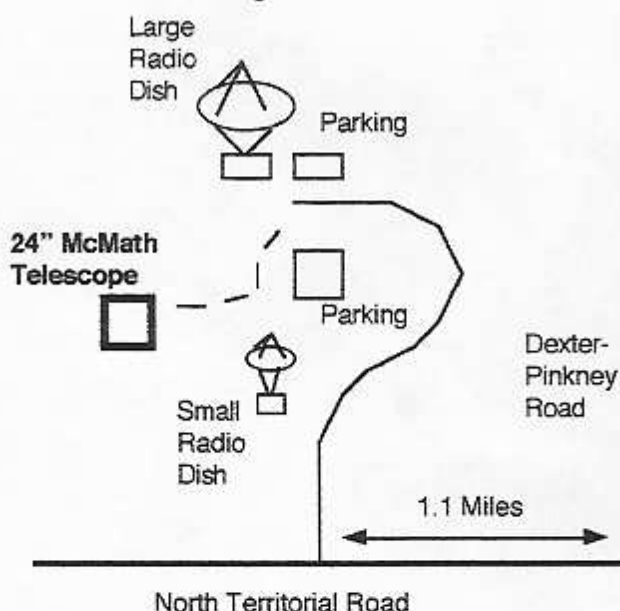 Large
Radio
Dish
Parking
24” McMath
Telescope
Parking
Dexter-
Pinkney
Road
Small
Radio
Dish
1.1 Miles
North Territorial Road